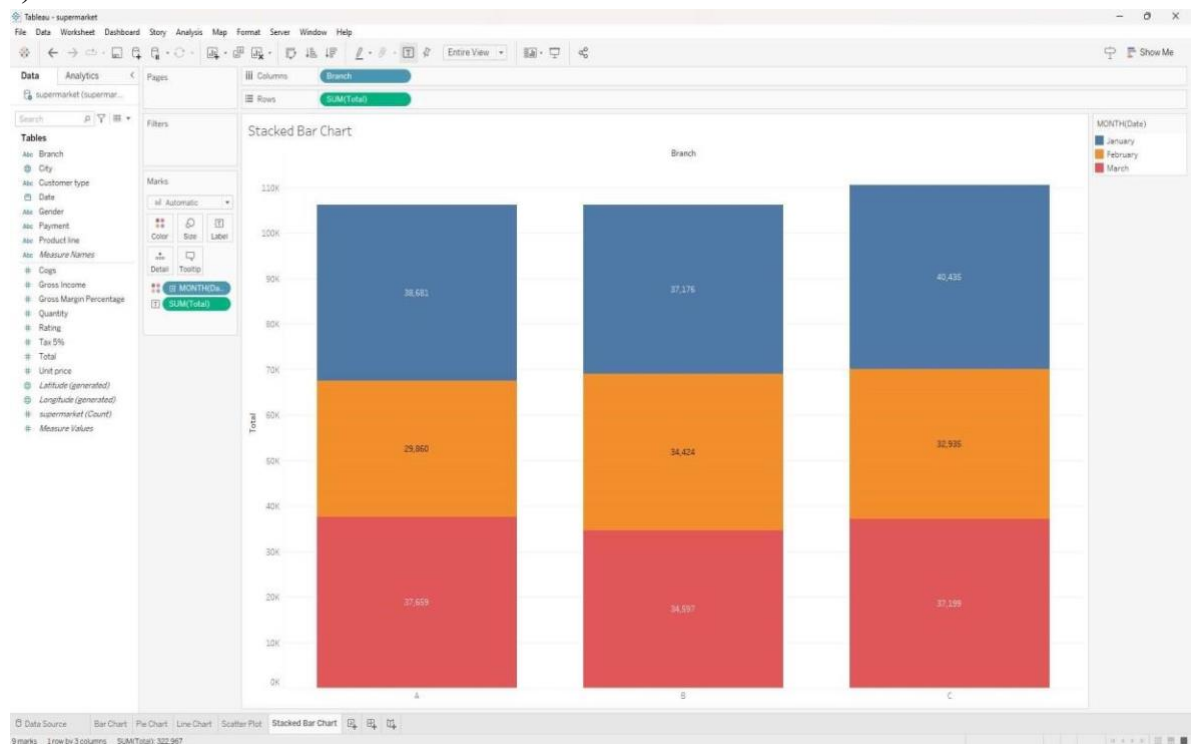 Tableau - supermarket
File Data Worksheet Dashboard Story Analysis Map Format Server Window Help
Entire View
Show Me
Data Analytics
supermarket (supermar...
Search
Tables
Abc Branch
City
Abc Customer type
Date
Abc Gender
Abc Payment
Abc Product line
Abc Measure Names
# Cogs
# Gross Income
# Gross Margin Percentage
# Quantity
# Rating
# Tax 5%
# Total
# Unit price
Latitude (generated)
Longitude (generated)
# supermarket (Count)
# Measure Values
Pages
Filters
Marks
Automatic
Color Size Label
Detail Tooltip
MONTH(Da..
SUM(Total)
Columns Branch
Rows SUM(Total)
Stacked Bar Chart
Branch
Total
110K
100K
90K
80K
70K
60K
50K
40K
30K
20K
10K
0K
38,681 37,176 40,435
29,860 34,424 32,935
37,659 34,597 37,199
A B C
MONTH(Date)
January
February
March
Data Source Bar Chart Pie Chart Line Chart Scatter Plot Stacked Bar Chart
9 marks 1 row by 3 columns SUM(Total): 322,967